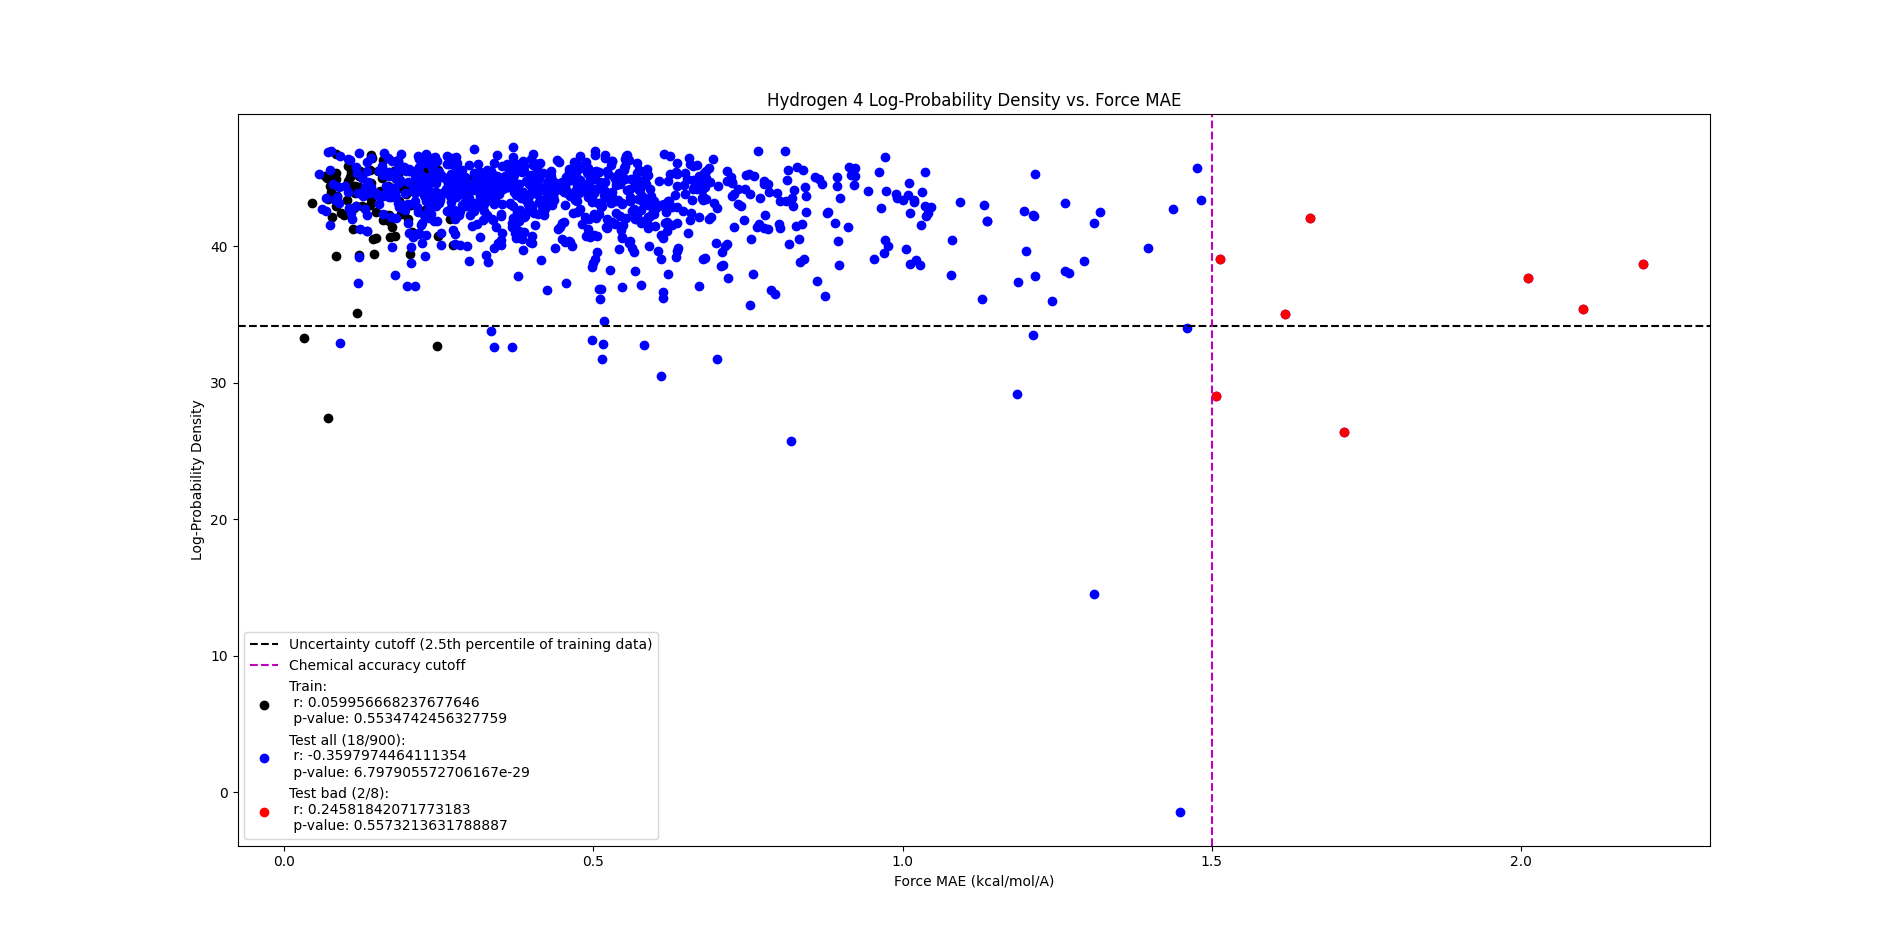 Hydrogen 4 Log-Probability Density vs. Force MAE
Log-Probability Density
40
30
20
10
0
Uncertainty cutoff (2.5th percentile of training data)
Chemical accuracy cutoff
Train:
r: 0.059956668237677646
p-value: 0.5534742456327759
Test all (18/900):
r: -0.3597974464111354
p-value: 6.797905572706167e-29
Test bad (2/8):
r: 0.24581842071773183
p-value: 0.5573213631788887
0.0 0.5 1.0 1.5 2.0
Force MAE (kcal/mol/A)